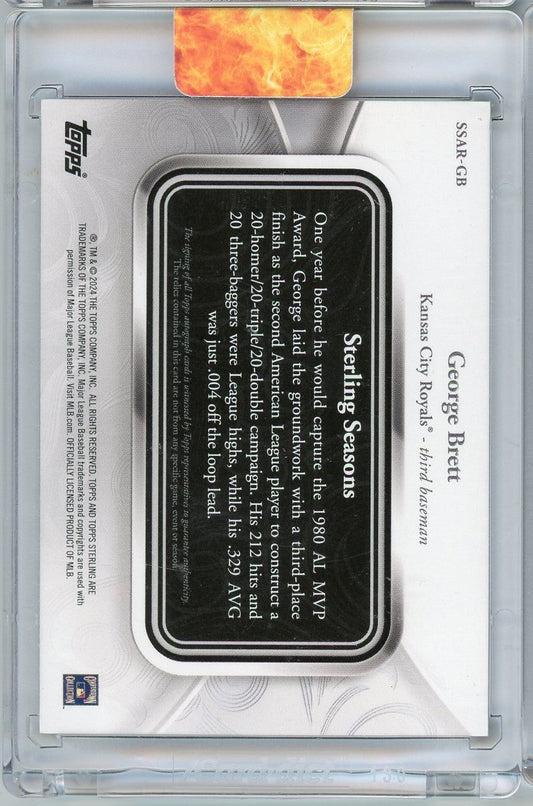 SSAR-GB
George Brett
Kansas City Royals® - third baseman
Sterling Seasons
One year before he would capture the 1980 AL MVP
Award, George laid the groundwork with a third-place
finish as the second American League player to construct a
20-homer/20-triple/20-double campaign. His 212 hits and
20 three-baggers were League highs, while his .329 AVG
was just .004 off the loop lead.
The signing of all Topps autograph cards is witnessed by Topps representatives to guarantee authenticity.
The relics contained in this card are not from any specific game, event or season.
topps®
®, TM & © 2024 THE TOPPS COMPANY, INC. ALL RIGHTS RESERVED. TOPPS AND TOPPS STERLING ARE
TRADEMARKS OF THE TOPPS COMPANY, INC. Major League Baseball trademarks and copyrights are used with
permission of Major League Baseball. Visit MLB.com. OFFICIALLY LICENSED PRODUCT OF MLB.
COOPERSTOWN
COLLECTION